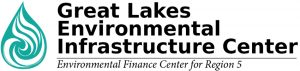 Great Lakes
Environmental
Infrastructure Center
Environmental Finance Center for Region 5